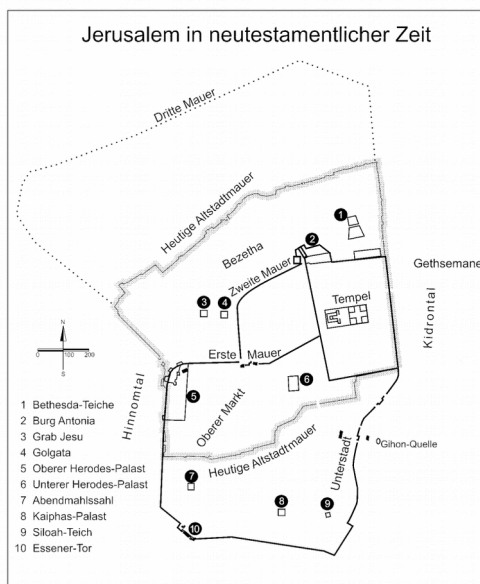 Jerusalem in neutestamentlicher Zeit
Dritte Mauer
Heutige Altstadtmauer
1
2
Bezetha
Gethsemane
Zweite Mauer
Tempel
3 4
Kidrontal
N
0 100 200
S
Erste Mauer
Hinnomtal
5
6
Oberer Markt
Heutige Altstadtmauer
Unterstadt
Gihon-Quelle
7
8
9
10
1 Bethesda-Teiche
2 Burg Antonia
3 Grab Jesu
4 Golgata
5 Oberer Herodes-Palast
6 Unterer Herodes-Palast
7 Abendmahlssahl
8 Kaiphas-Palast
9 Siloah-Teich
10 Essener-Tor